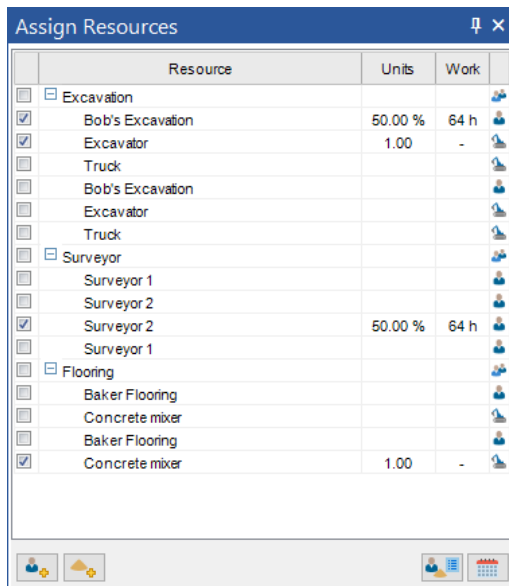 Assign Resources
Resource Units Work
Excavation
Bob's Excavation 50.00 % 64 h
Excavator 1.00 -
Truck
Bob's Excavation
Excavator
Truck
Surveyor
Surveyor 1
Surveyor 2
Surveyor 2 50.00 % 64 h
Surveyor 1
Flooring
Baker Flooring
Concrete mixer
Baker Flooring
Concrete mixer 1.00 -